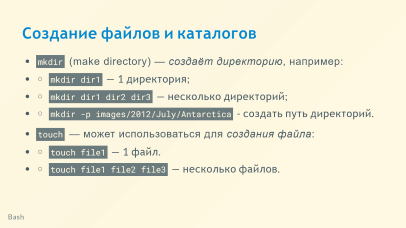 Создание файлов и каталогов
• mkdir (make directory) — создаёт директорию, например:
• ○ mkdir dir1 — 1 директория;
• ○ mkdir dir1 dir2 dir3 — несколько директорий;
• ○ mkdir -p images/2012/July/Antarctica - создать путь директорий.
• touch — может использоваться для создания файла:
• ○ touch file1 — 1 файл.
• ○ touch file1 file2 file3 — несколько файлов.
Bash